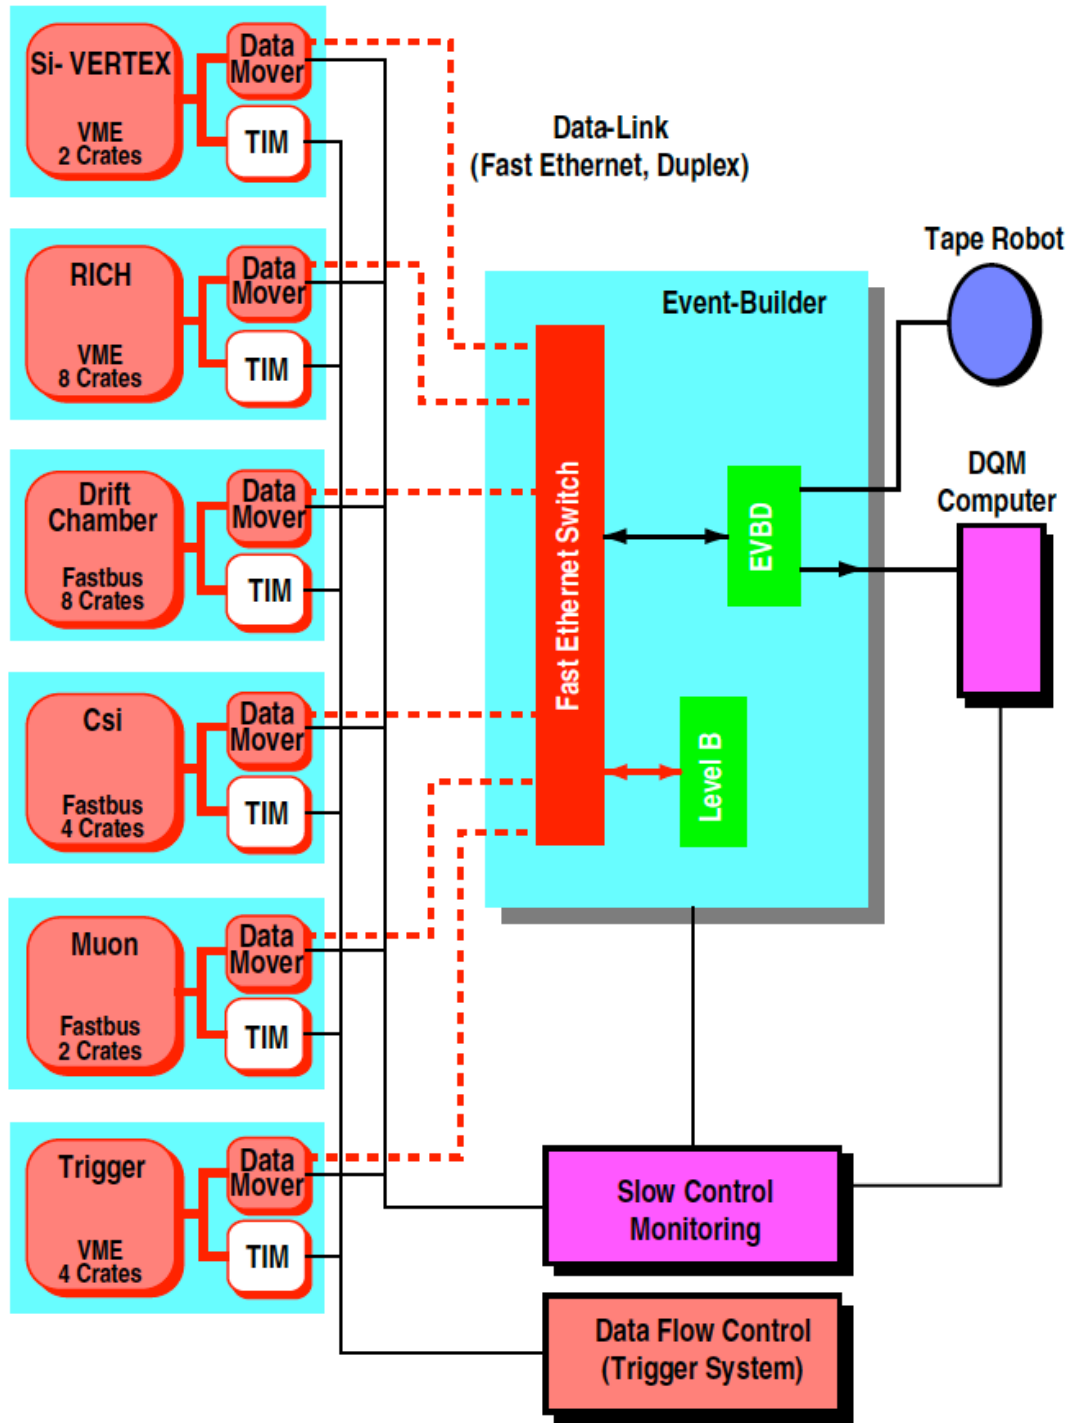 Si- VERTEX
VME
2 Crates
Data
Mover
TIM
Data-Link
(Fast Ethernet, Duplex)
RICH
VME
8 Crates
Data
Mover
TIM
Drift
Chamber
Fastbus
8 Crates
Data
Mover
TIM
Csi
Fastbus
4 Crates
Data
Mover
TIM
Muon
Fastbus
2 Crates
Data
Mover
TIM
Trigger
VME
4 Crates
Data
Mover
TIM
Event-Builder
Fast Ethernet Switch
EVBD
Level B
Tape Robot
DQM
Computer
Slow Control
Monitoring
Data Flow Control
(Trigger System)